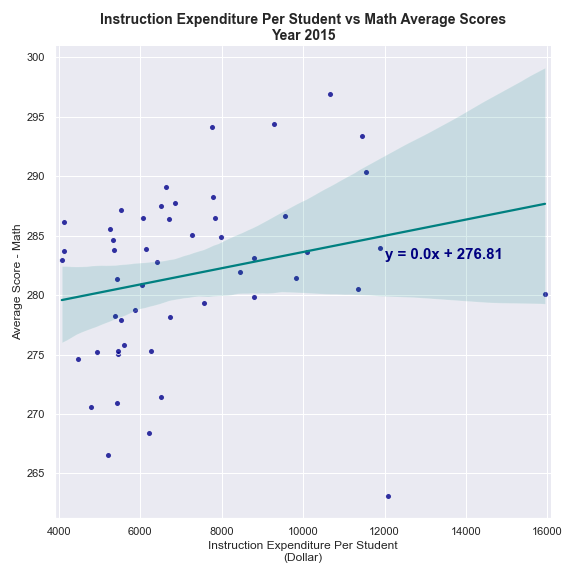 Instruction Expenditure Per Student vs Math Average Scores
Year 2015
300
295
290
285
280
275
270
265
Average Score - Math
y = 0.0x + 276.81
4000 6000 8000 10000 12000 14000 16000
Instruction Expenditure Per Student
(Dollar)